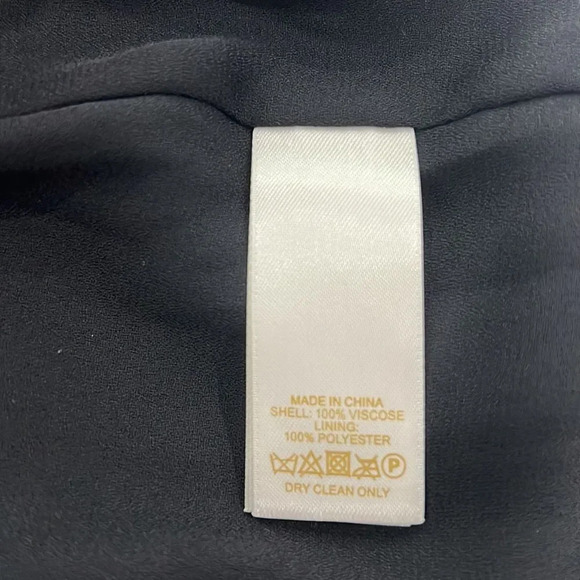 MADE IN CHINA
SHELL: 100% VISCOSE
LINING:
100% POLYESTER
P
DRY CLEAN ONLY